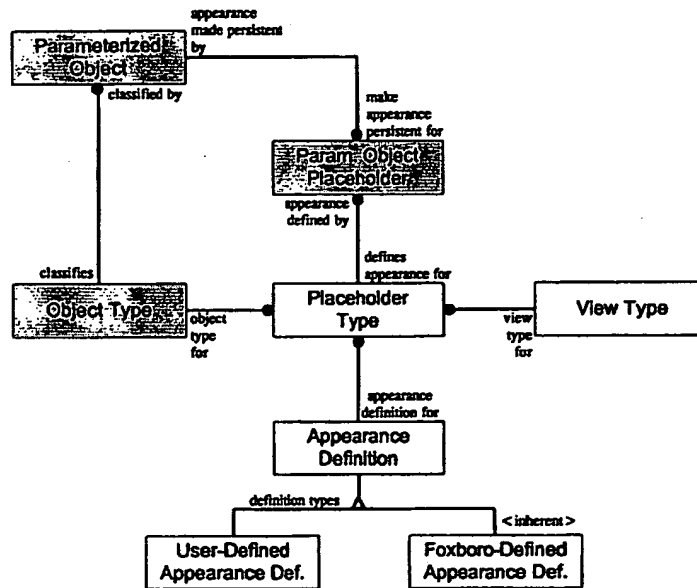 appearance
made persistent
by
Parameterized
Object
classified by
make
appearance
persistent for
Param. Object
Placeholder
appearance
defined by
classifies
defines
appearance for
Object Type
object
type
for
Placeholder
Type
view
type
for
View Type
appearance
definition for
Appearance
Definition
definition types
< inherent >
User-Defined
Appearance Def.
Foxboro-Defined
Appearance Def.